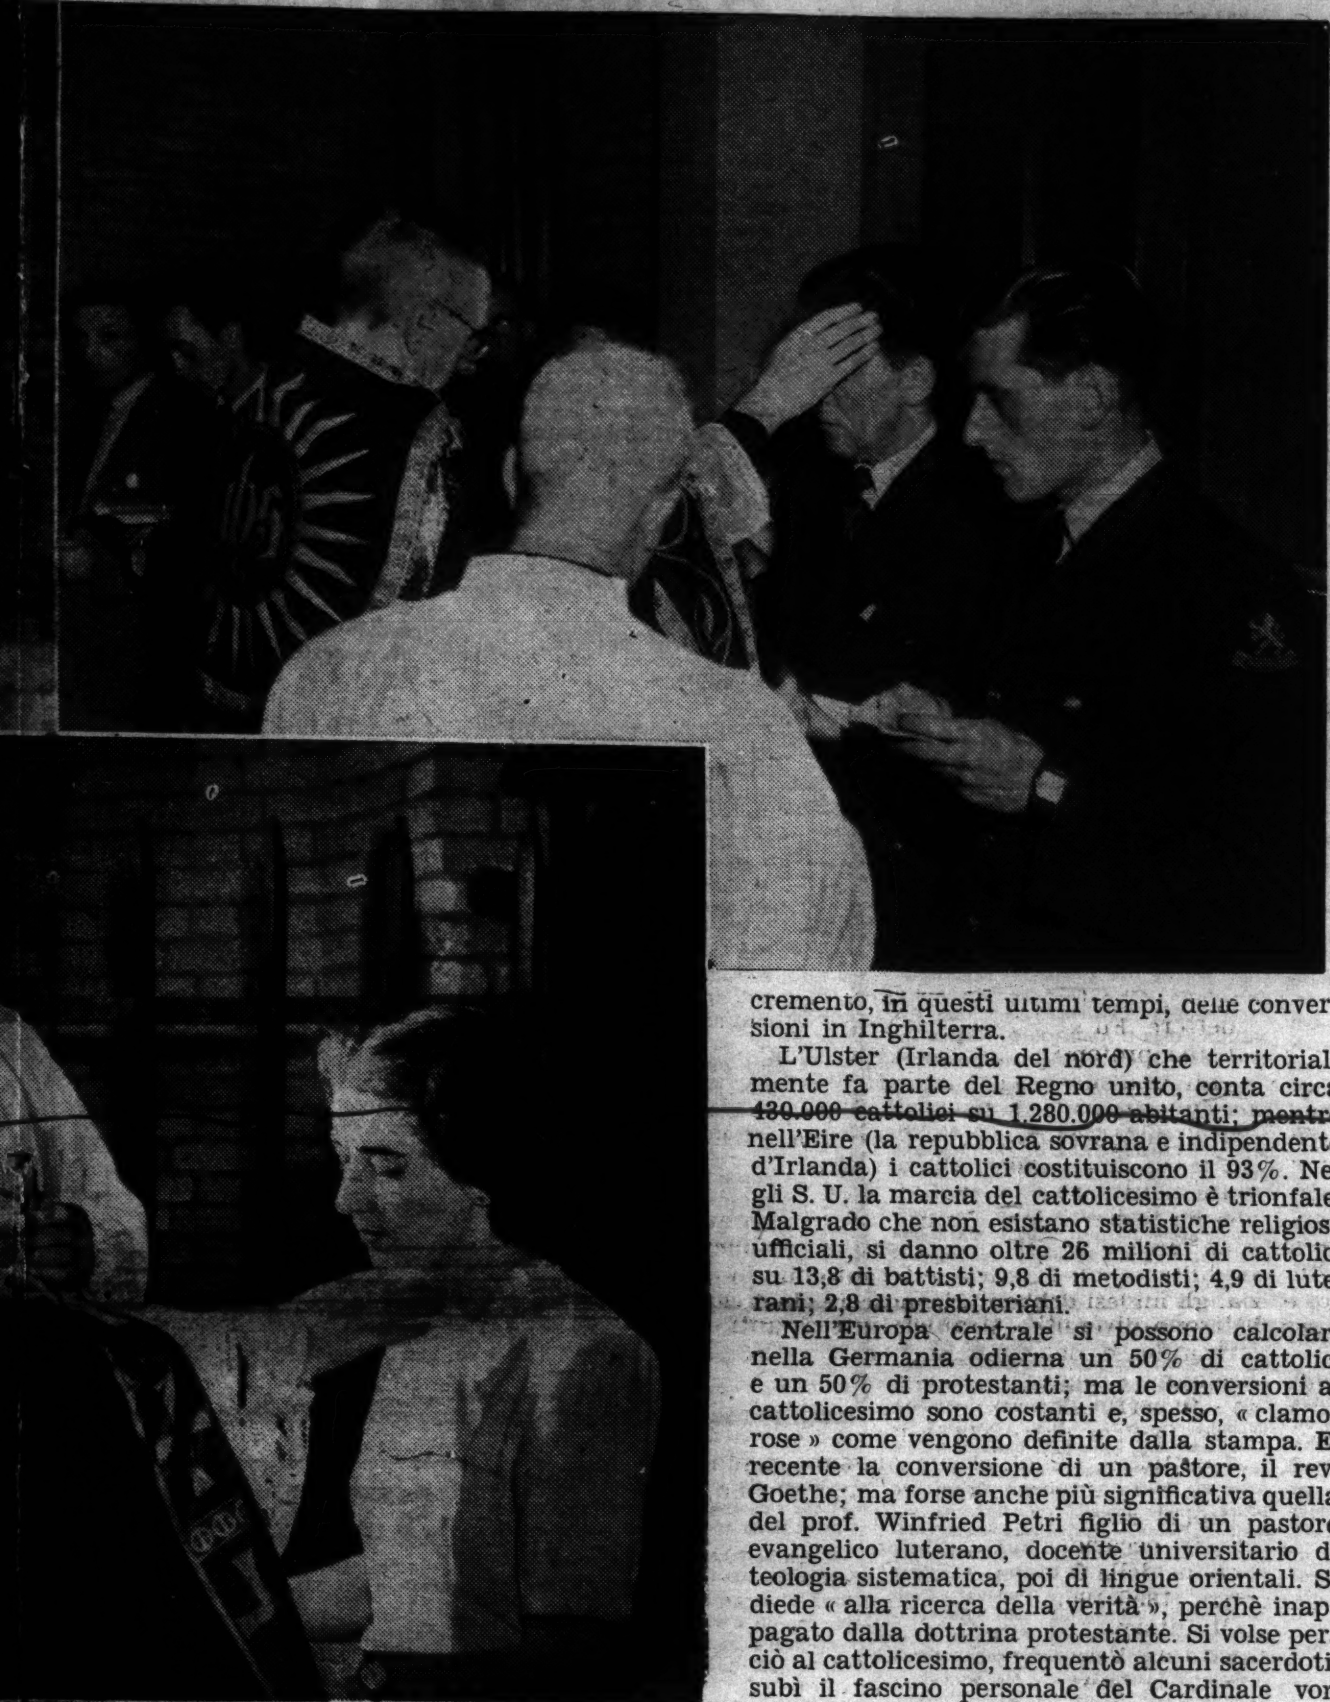 IHS
cremento, in questi ultimi tempi, delle conver
sioni in Inghilterra.
L'Ulster (Irlanda del nord) che territorial
mente fa parte del Regno unito, conta circa
430.000 cattolici su 1.280.000 abitanti; mentr
nell'Eire (la repubblica sovrana e indipendent
d'Irlanda) i cattolici costituiscono il 93%. Ne
gli S. U. la marcia del cattolicesimo è trionfale
Malgrado che non esistano statistiche religios
ufficiali, si danno oltre 26 milioni di cattolic
su 13,8 di battisti; 9,8 di metodisti; 4,9 di lute
rani; 2,8 di presbiteriani.
Nell'Europa centrale si possono calcolar
nella Germania odierna un 50% di cattolic
e un 50% di protestanti; ma le conversioni a
cattolicesimo sono costanti e, spesso, « clamo
rose » come vengono definite dalla stampa. E
recente la conversione di un pastore, il rev
Goethe; ma forse anche più significativa quella
del prof. Winfried Petri figlio di un pastore
evangelico luterano, docente universitario d
teologia sistematica, poi di lingue orientali. S
diede « alla ricerca della verità », perchè inap
pagato dalla dottrina protestante. Si volse per
ciò al cattolicesimo, frequentò alcuni sacerdoti
subì il fascino personale del Cardinale von